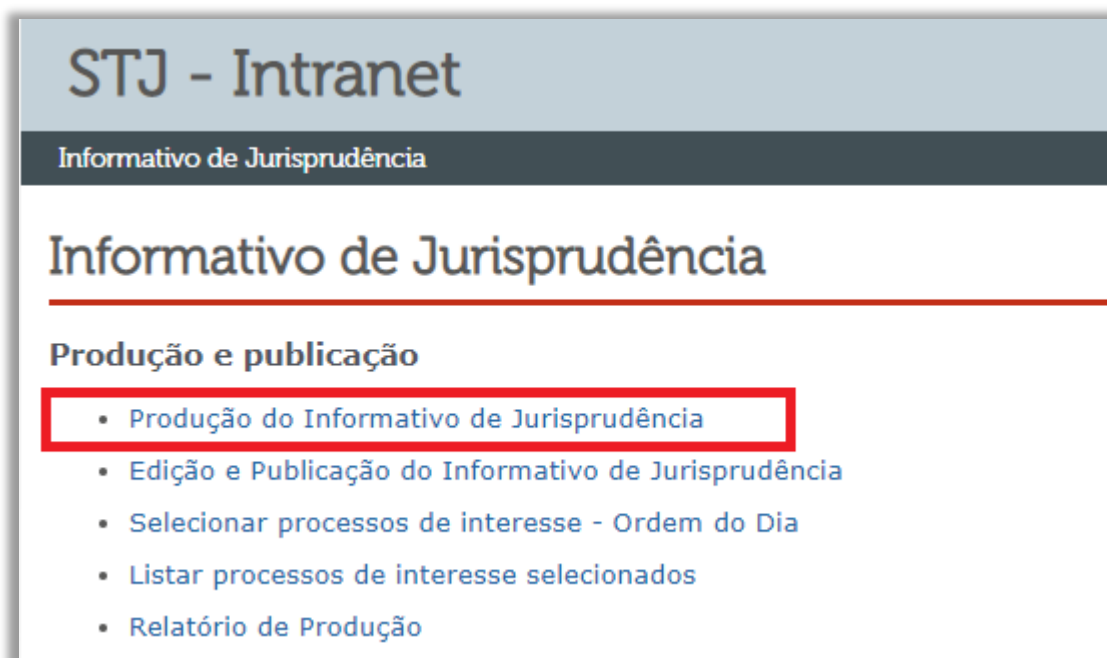 STJ - Intranet
Informativo de Jurisprudência
Informativo de Jurisprudência
Produção e publicação
• Produção do Informativo de Jurisprudência
• Edição e Publicação do Informativo de Jurisprudência
• Selecionar processos de interesse - Ordem do Dia
• Listar processos de interesse selecionados
• Relatório de Produção